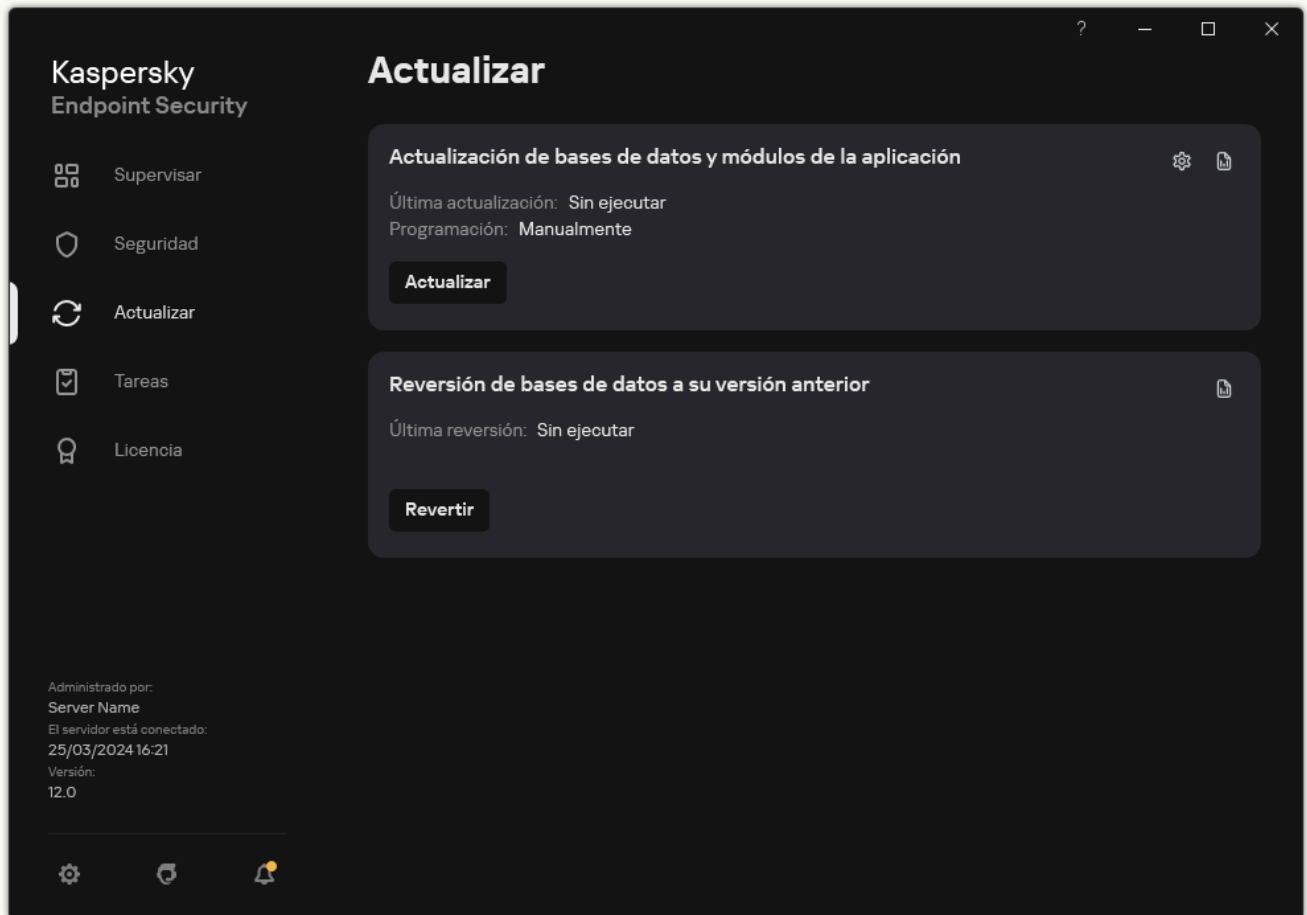 ?
Kaspersky
Endpoint Security
Supervisar
Seguridad
Actualizar
Tareas
Licencia
Administrado por:
Server Name
El servidor está conectado:
25/03/2024 16:21
Versión:
12.0
Actualizar
Actualización de bases de datos y módulos de la aplicación
Última actualización: Sin ejecutar
Programación: Manualmente
Actualizar
Reversión de bases de datos a su versión anterior
Última reversión: Sin ejecutar
Revertir